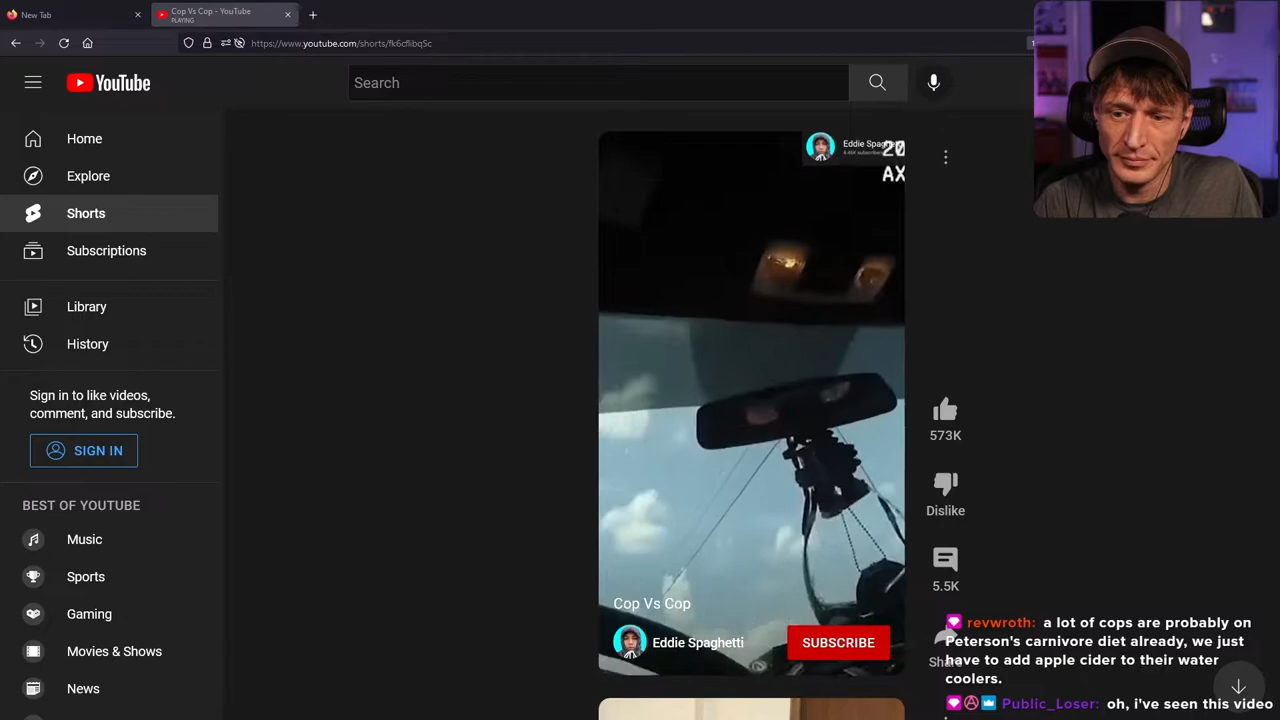 New Tab
Cop Vs Cop - YouTube
PLAYING
https://www.youtube.com/shorts/fk6cflibqSc
YouTube
Search
Home
Explore
Shorts
Subscriptions
Library
History
Sign in to like videos,
comment, and subscribe.
SIGN IN
BEST OF YOUTUBE
Music
Sports
Gaming
Movies & Shows
News
Eddie Spaghetti
20
AX
573K
Dislike
5.5K
Share
Cop Vs Cop
Eddie Spaghetti
SUBSCRIBE
revwroth: a lot of cops are probably on
Peterson's carnivore diet already, we just
have to add apple cider to their water
coolers.
Public_Loser: oh, i've seen this video